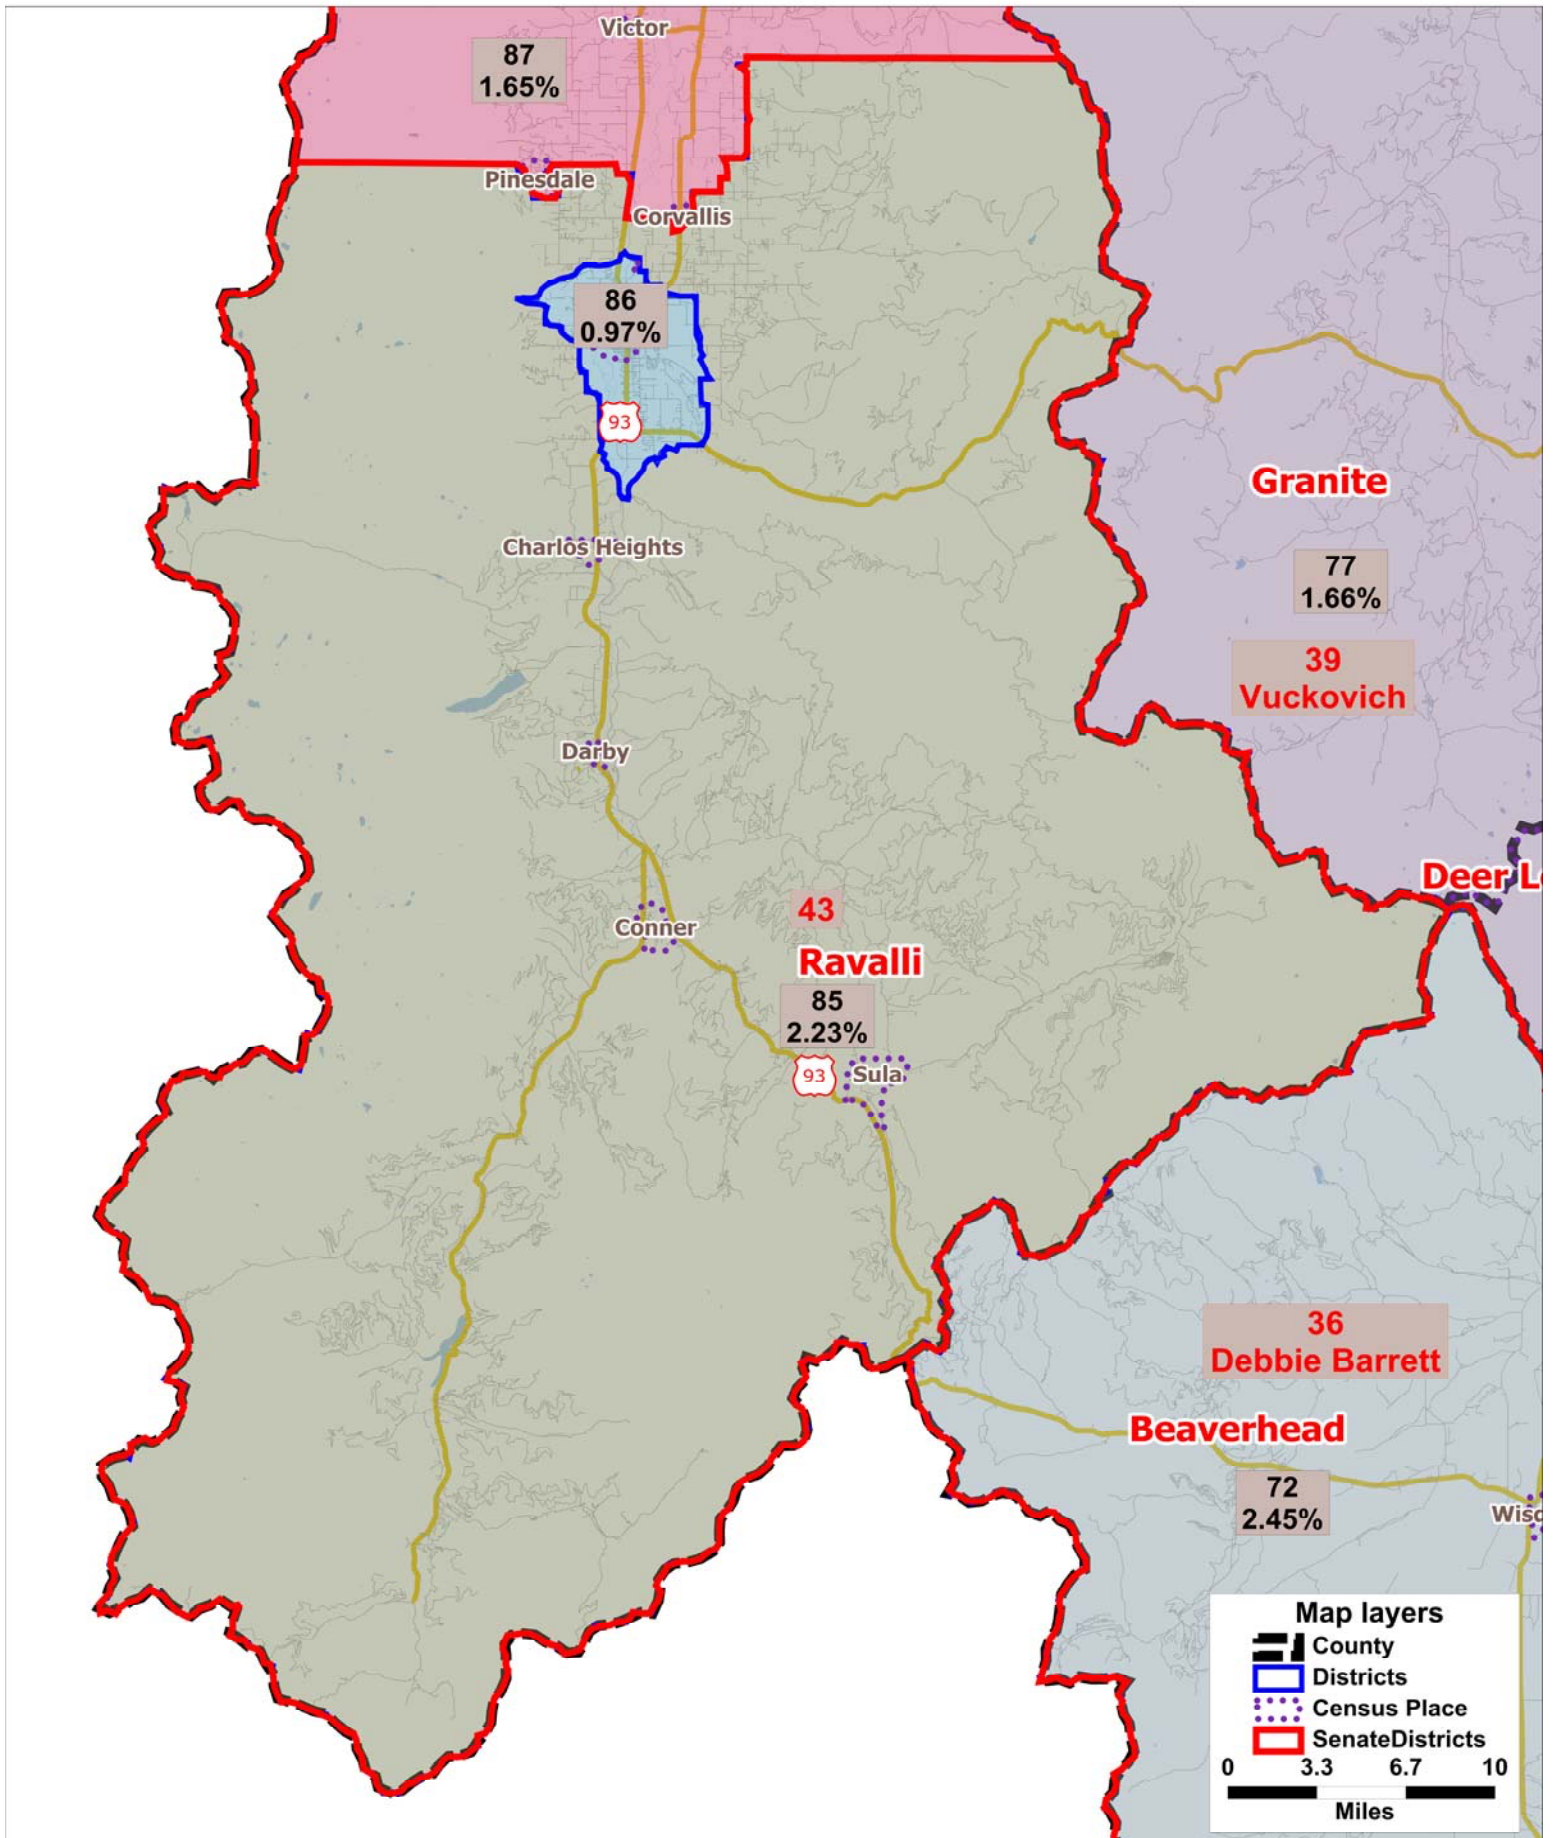 Victor
87
1.65%
Pinesdale
Corvallis
86
0.97%
93
Granite
Charlos Heights
77
1.66%
39
Vuckovich
Darby
Deer L
43
Conner
Ravalli
85
2.23%
93
Sula
36
Debbie Barrett
Beaverhead
72
2.45%
Wisd
Map layers
County
Districts
Census Place
SenateDistricts
0 3.3 6.7 10
Miles